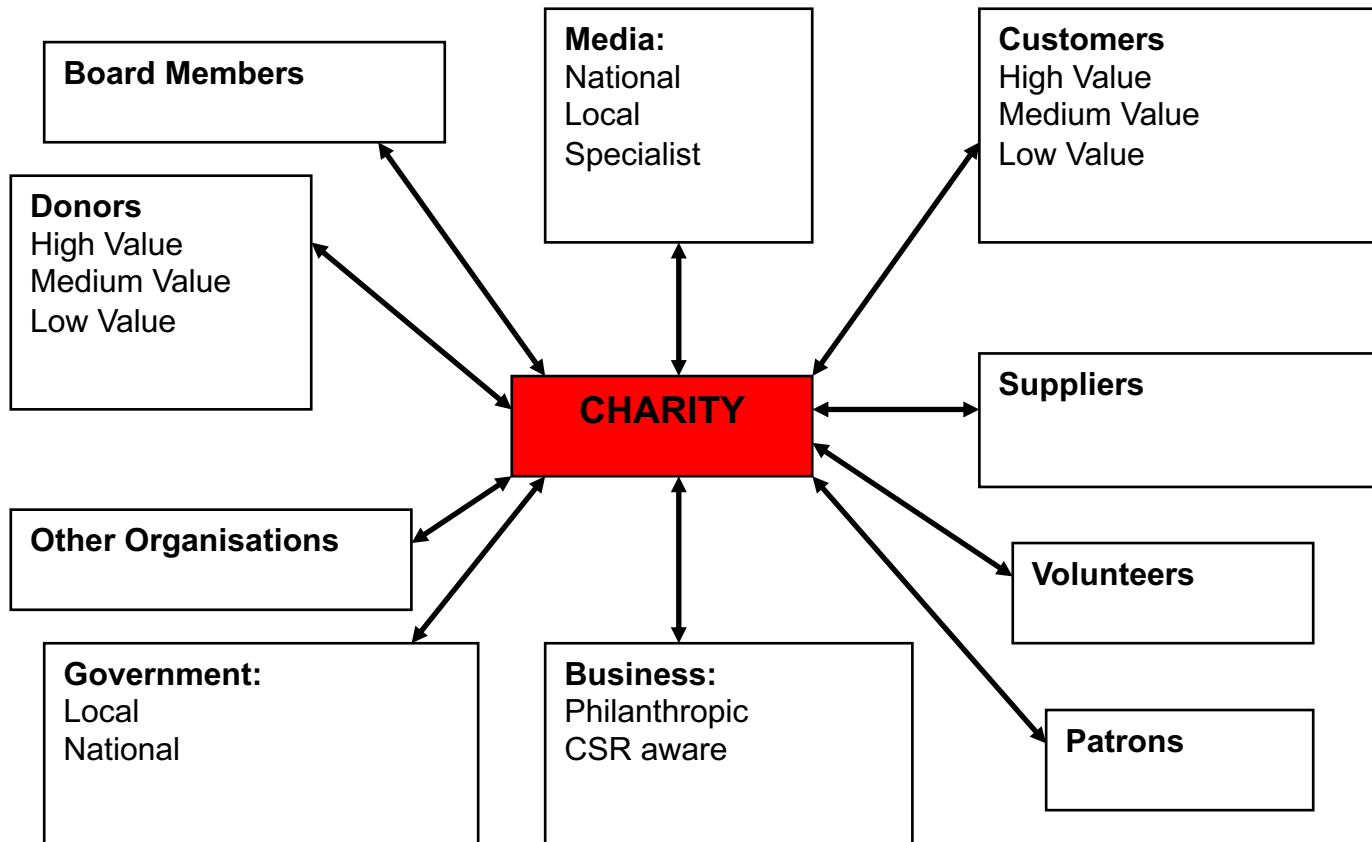 Board Members
Media:
National
Local
Specialist
Customers
High Value
Medium Value
Low Value
Donors
High Value
Medium Value
Low Value
CHARITY
Suppliers
Other Organisations
Volunteers
Government:
Local
National
Business:
Philanthropic
CSR aware
Patrons